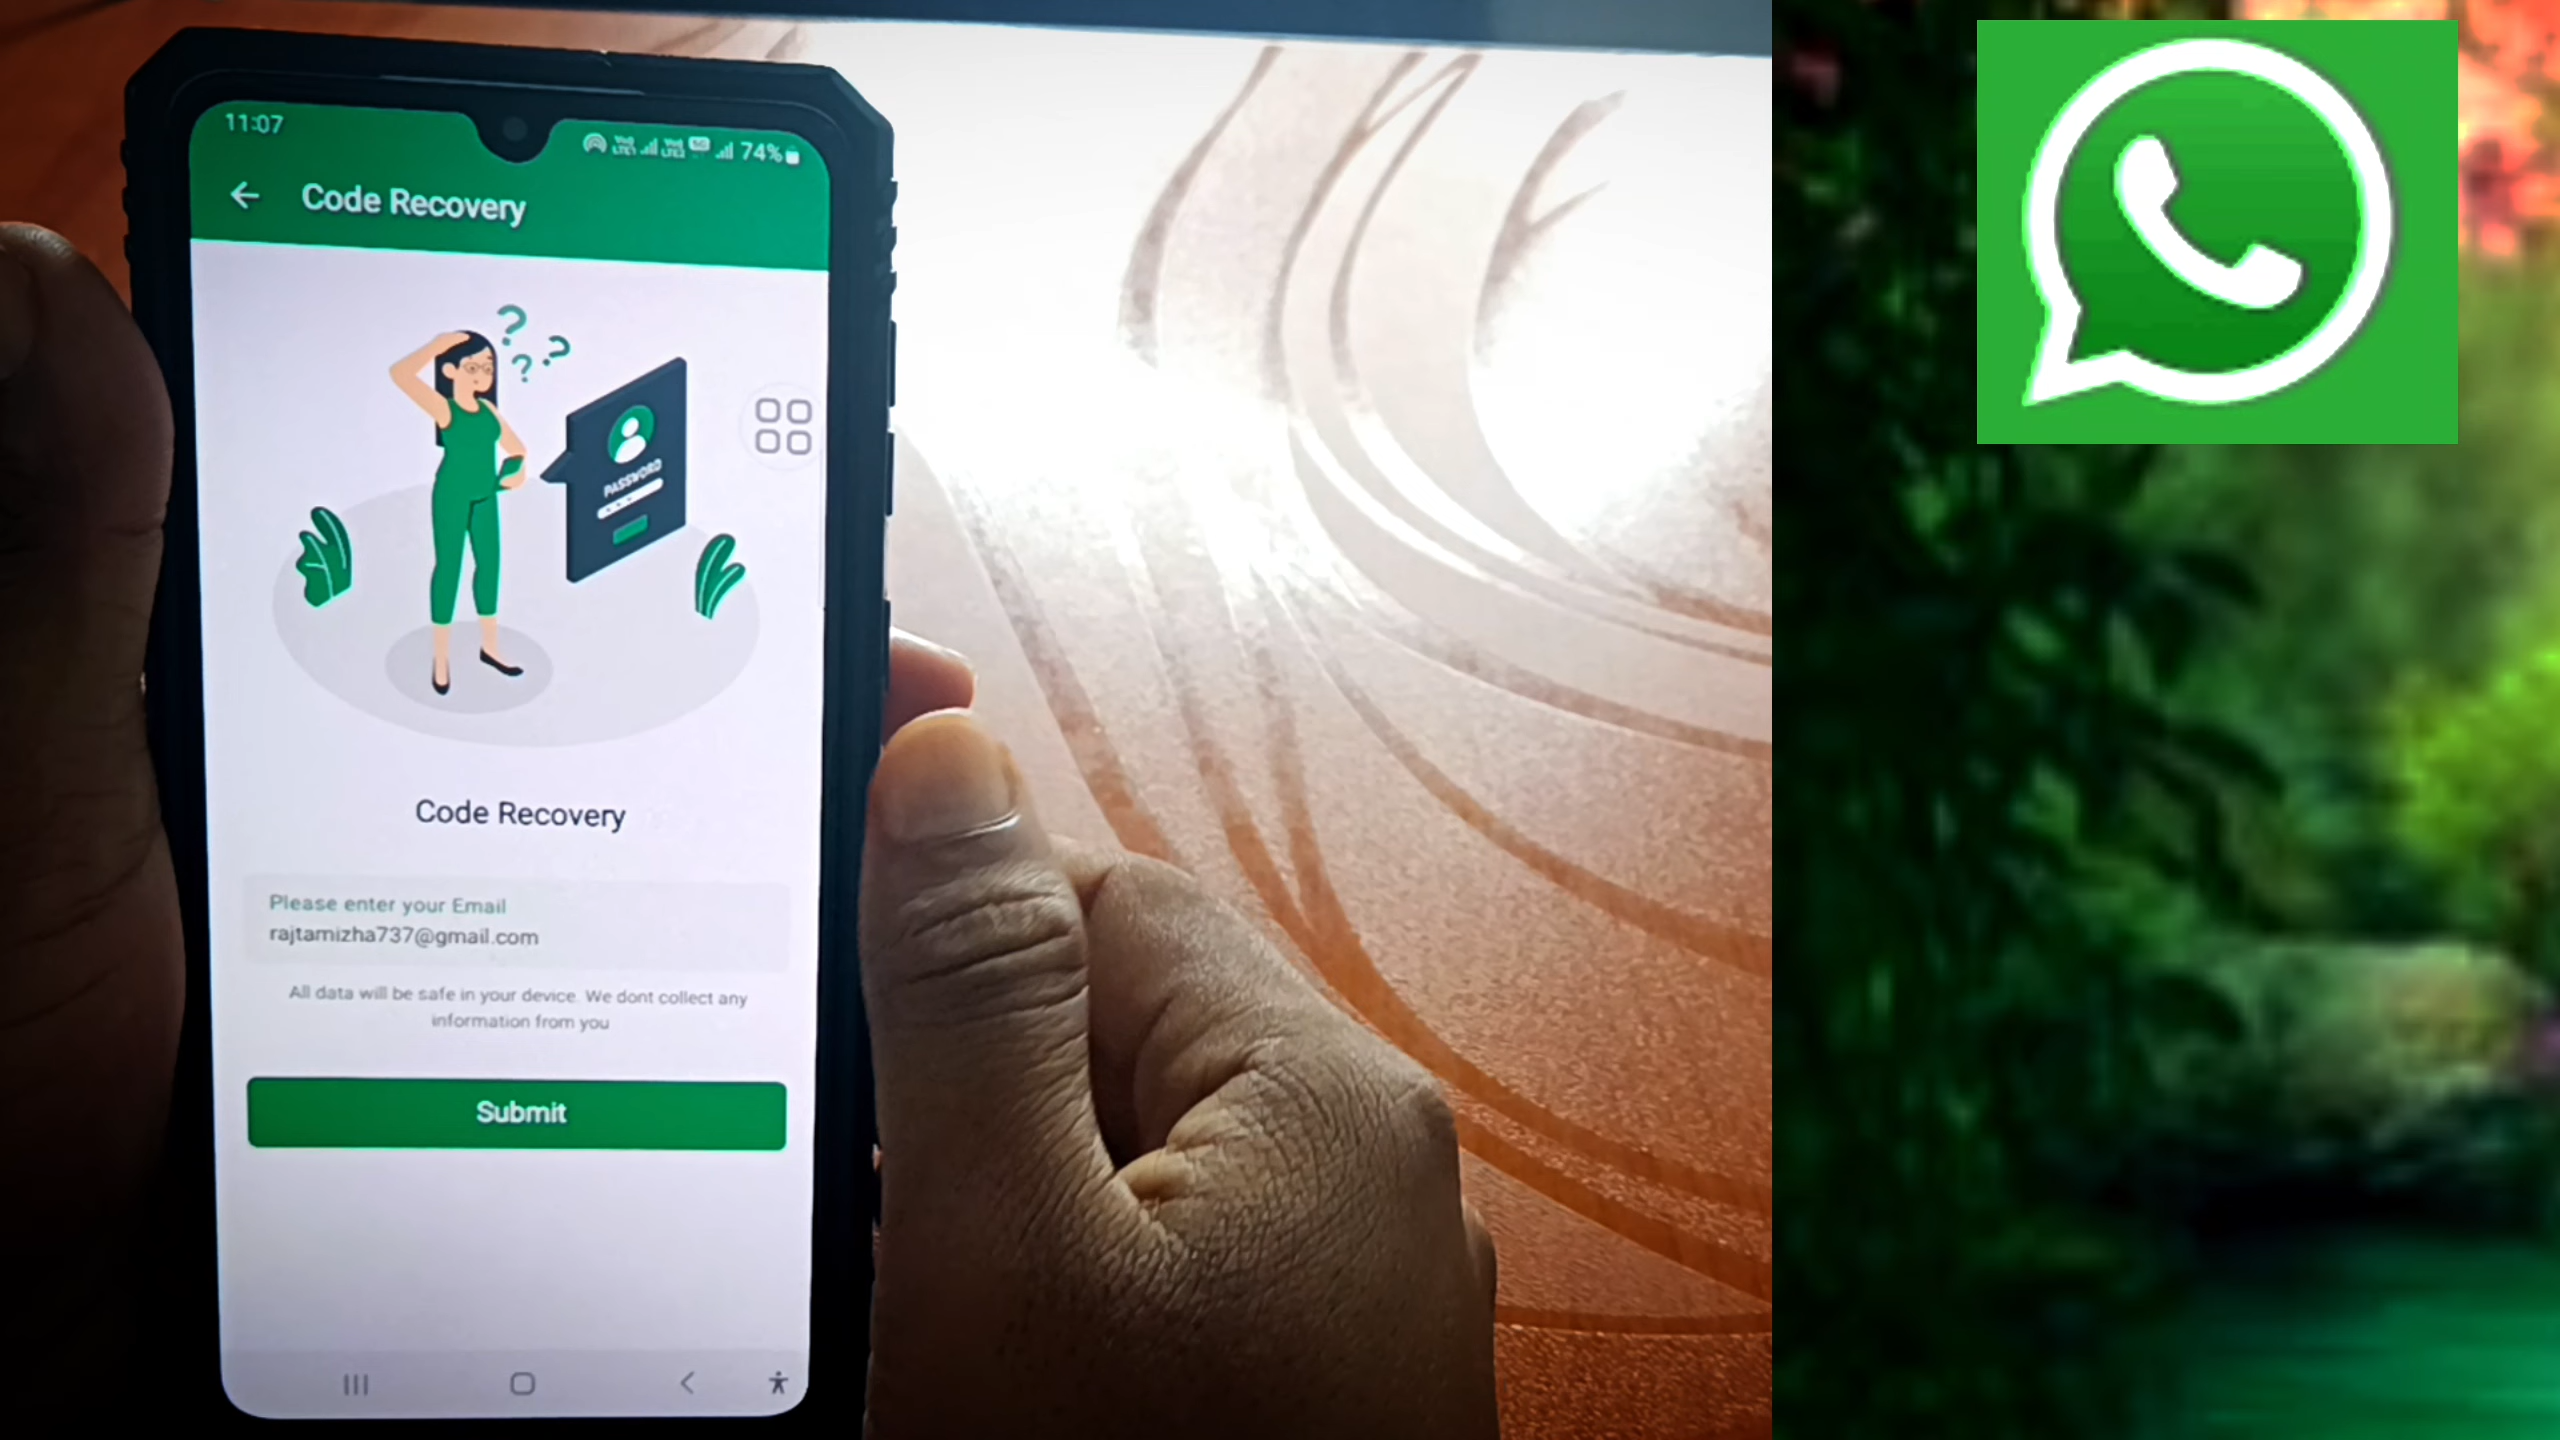 11:07
74%
Code Recovery
? ? ?
PASSWORD
Code Recovery
Please enter your Email
rajtamizha737@gmail.com
All data will be safe in your device. We dont collect any
information from you
Submit